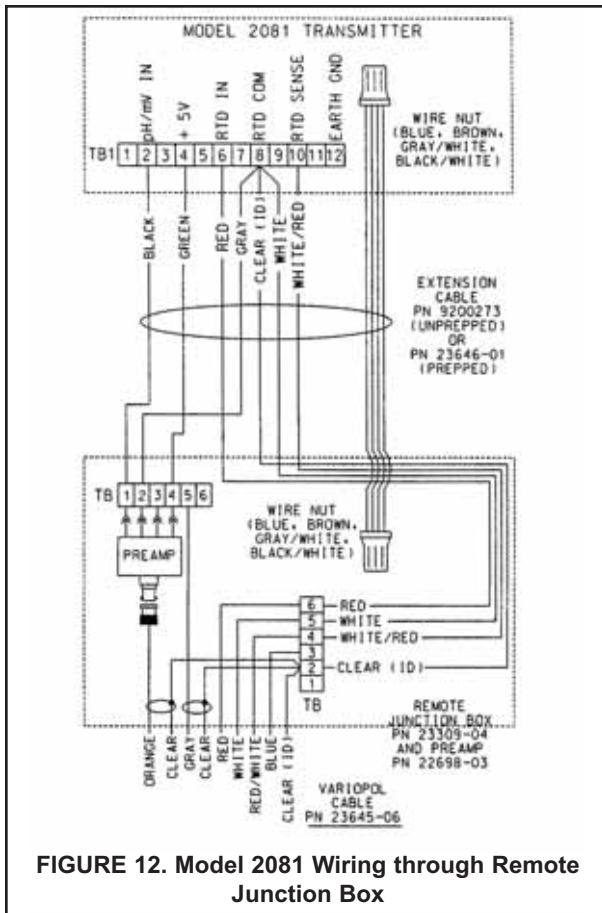 MODEL 2081 TRANSMITTER
pH/mV IN
+ 5V
RTD IN
RTD COM
RTD SENSE
EARTH GND
TB1 1 2 3 4 5 6 7 8 9 10 11 12
WIRE NUT
(BLUE, BROWN,
GRAY/WHITE,
BLACK/WHITE)
BLACK
GREEN
RED
GRAY
CLEAR (ID)
WHITE
WHITE/RED
EXTENSION
CABLE
PN 9200273
(UNPREPPED)
OR
PN 23646-01
(PREPPED)
TB 1 2 3 4 5 6
PREAMP
WIRE NUT
(BLUE, BROWN,
GRAY/WHITE,
BLACK/WHITE)
6 RED
5 WHITE
4 WHITE/RED
3
2 CLEAR (ID)
1
TB
REMOTE
JUNCTION BOX
PN 23309-04
AND PREAMP
PN 22698-03
ORANGE
CLEAR
GRAY
CLEAR
RED
WHITE
RED/WHITE
BLUE
CLEAR (ID)
VARIOPOL
CABLE
PN 23645-06
FIGURE 12. Model 2081 Wiring through Remote
Junction Box